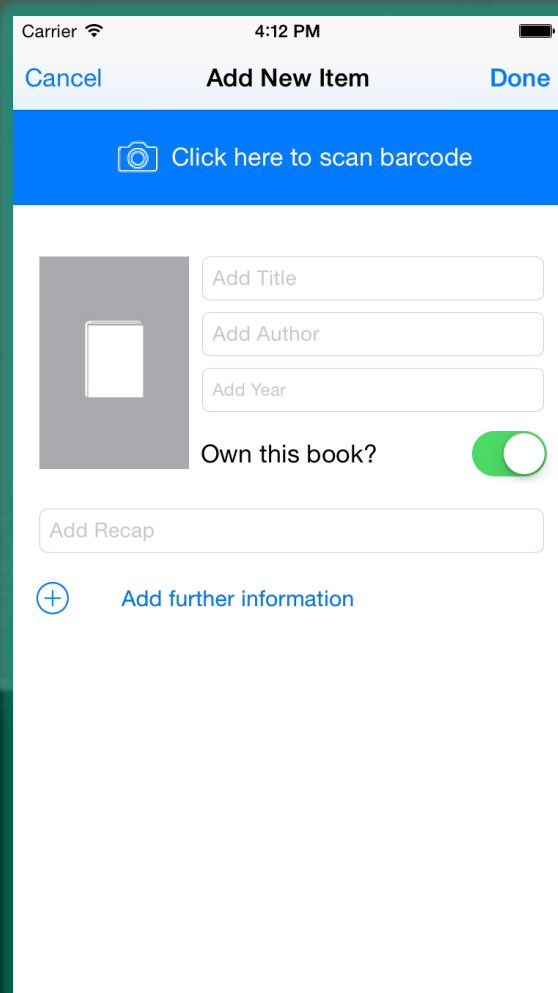 Carrier 4:12 PM
Cancel Add New Item Done
Click here to scan barcode
Add Title
Add Author
Add Year
Own this book?
Add Recap
Add further information